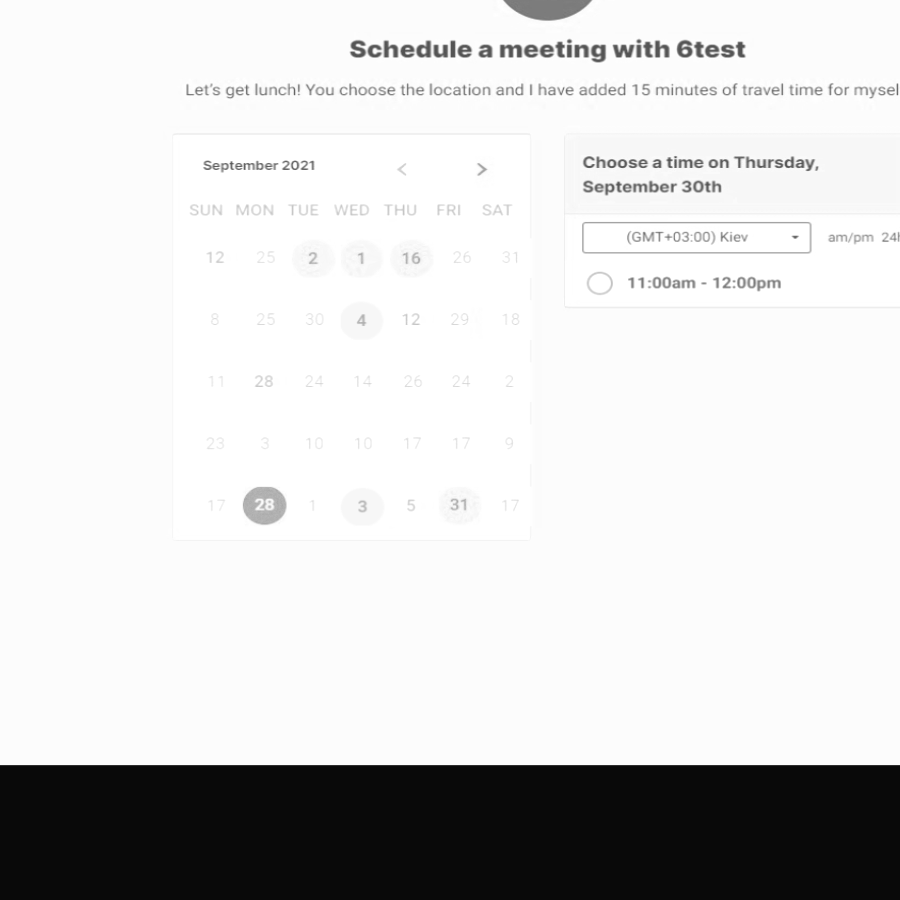 Schedule a meeting with 6test
Let's get lunch! You choose the location and I have added 15 minutes of travel time for mysel
September 2021
SUN MON TUE WED THU FRI SAT
12 25 2 1 16 26 31
8 25 30 4 12 29 18
11 28 24 14 26 24 2
23 3 10 10 17 17 9
17 28 1 3 5 31 17
Choose a time on Thursday,
September 30th
(GMT+03:00) Kiev am/pm 24h
11:00am - 12:00pm